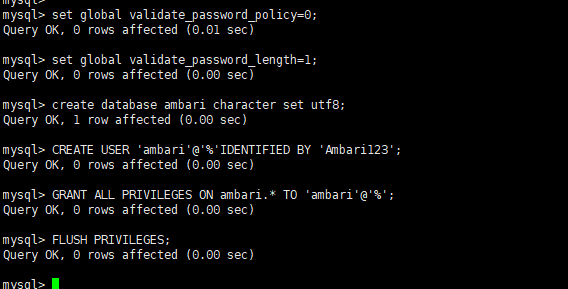 mysql>
mysql> set global validate_password_policy=0;
Query OK, 0 rows affected (0.01 sec)
mysql> set global validate_password_length=1;
Query OK, 0 rows affected (0.00 sec)
mysql> create database ambari character set utf8;
Query OK, 1 row affected (0.00 sec)
mysql> CREATE USER 'ambari'@'%'IDENTIFIED BY 'Ambari123';
Query OK, 0 rows affected (0.00 sec)
mysql> GRANT ALL PRIVILEGES ON ambari.* TO 'ambari'@'%';
Query OK, 0 rows affected (0.00 sec)
mysql> FLUSH PRIVILEGES;
Query OK, 0 rows affected (0.00 sec)
mysql>